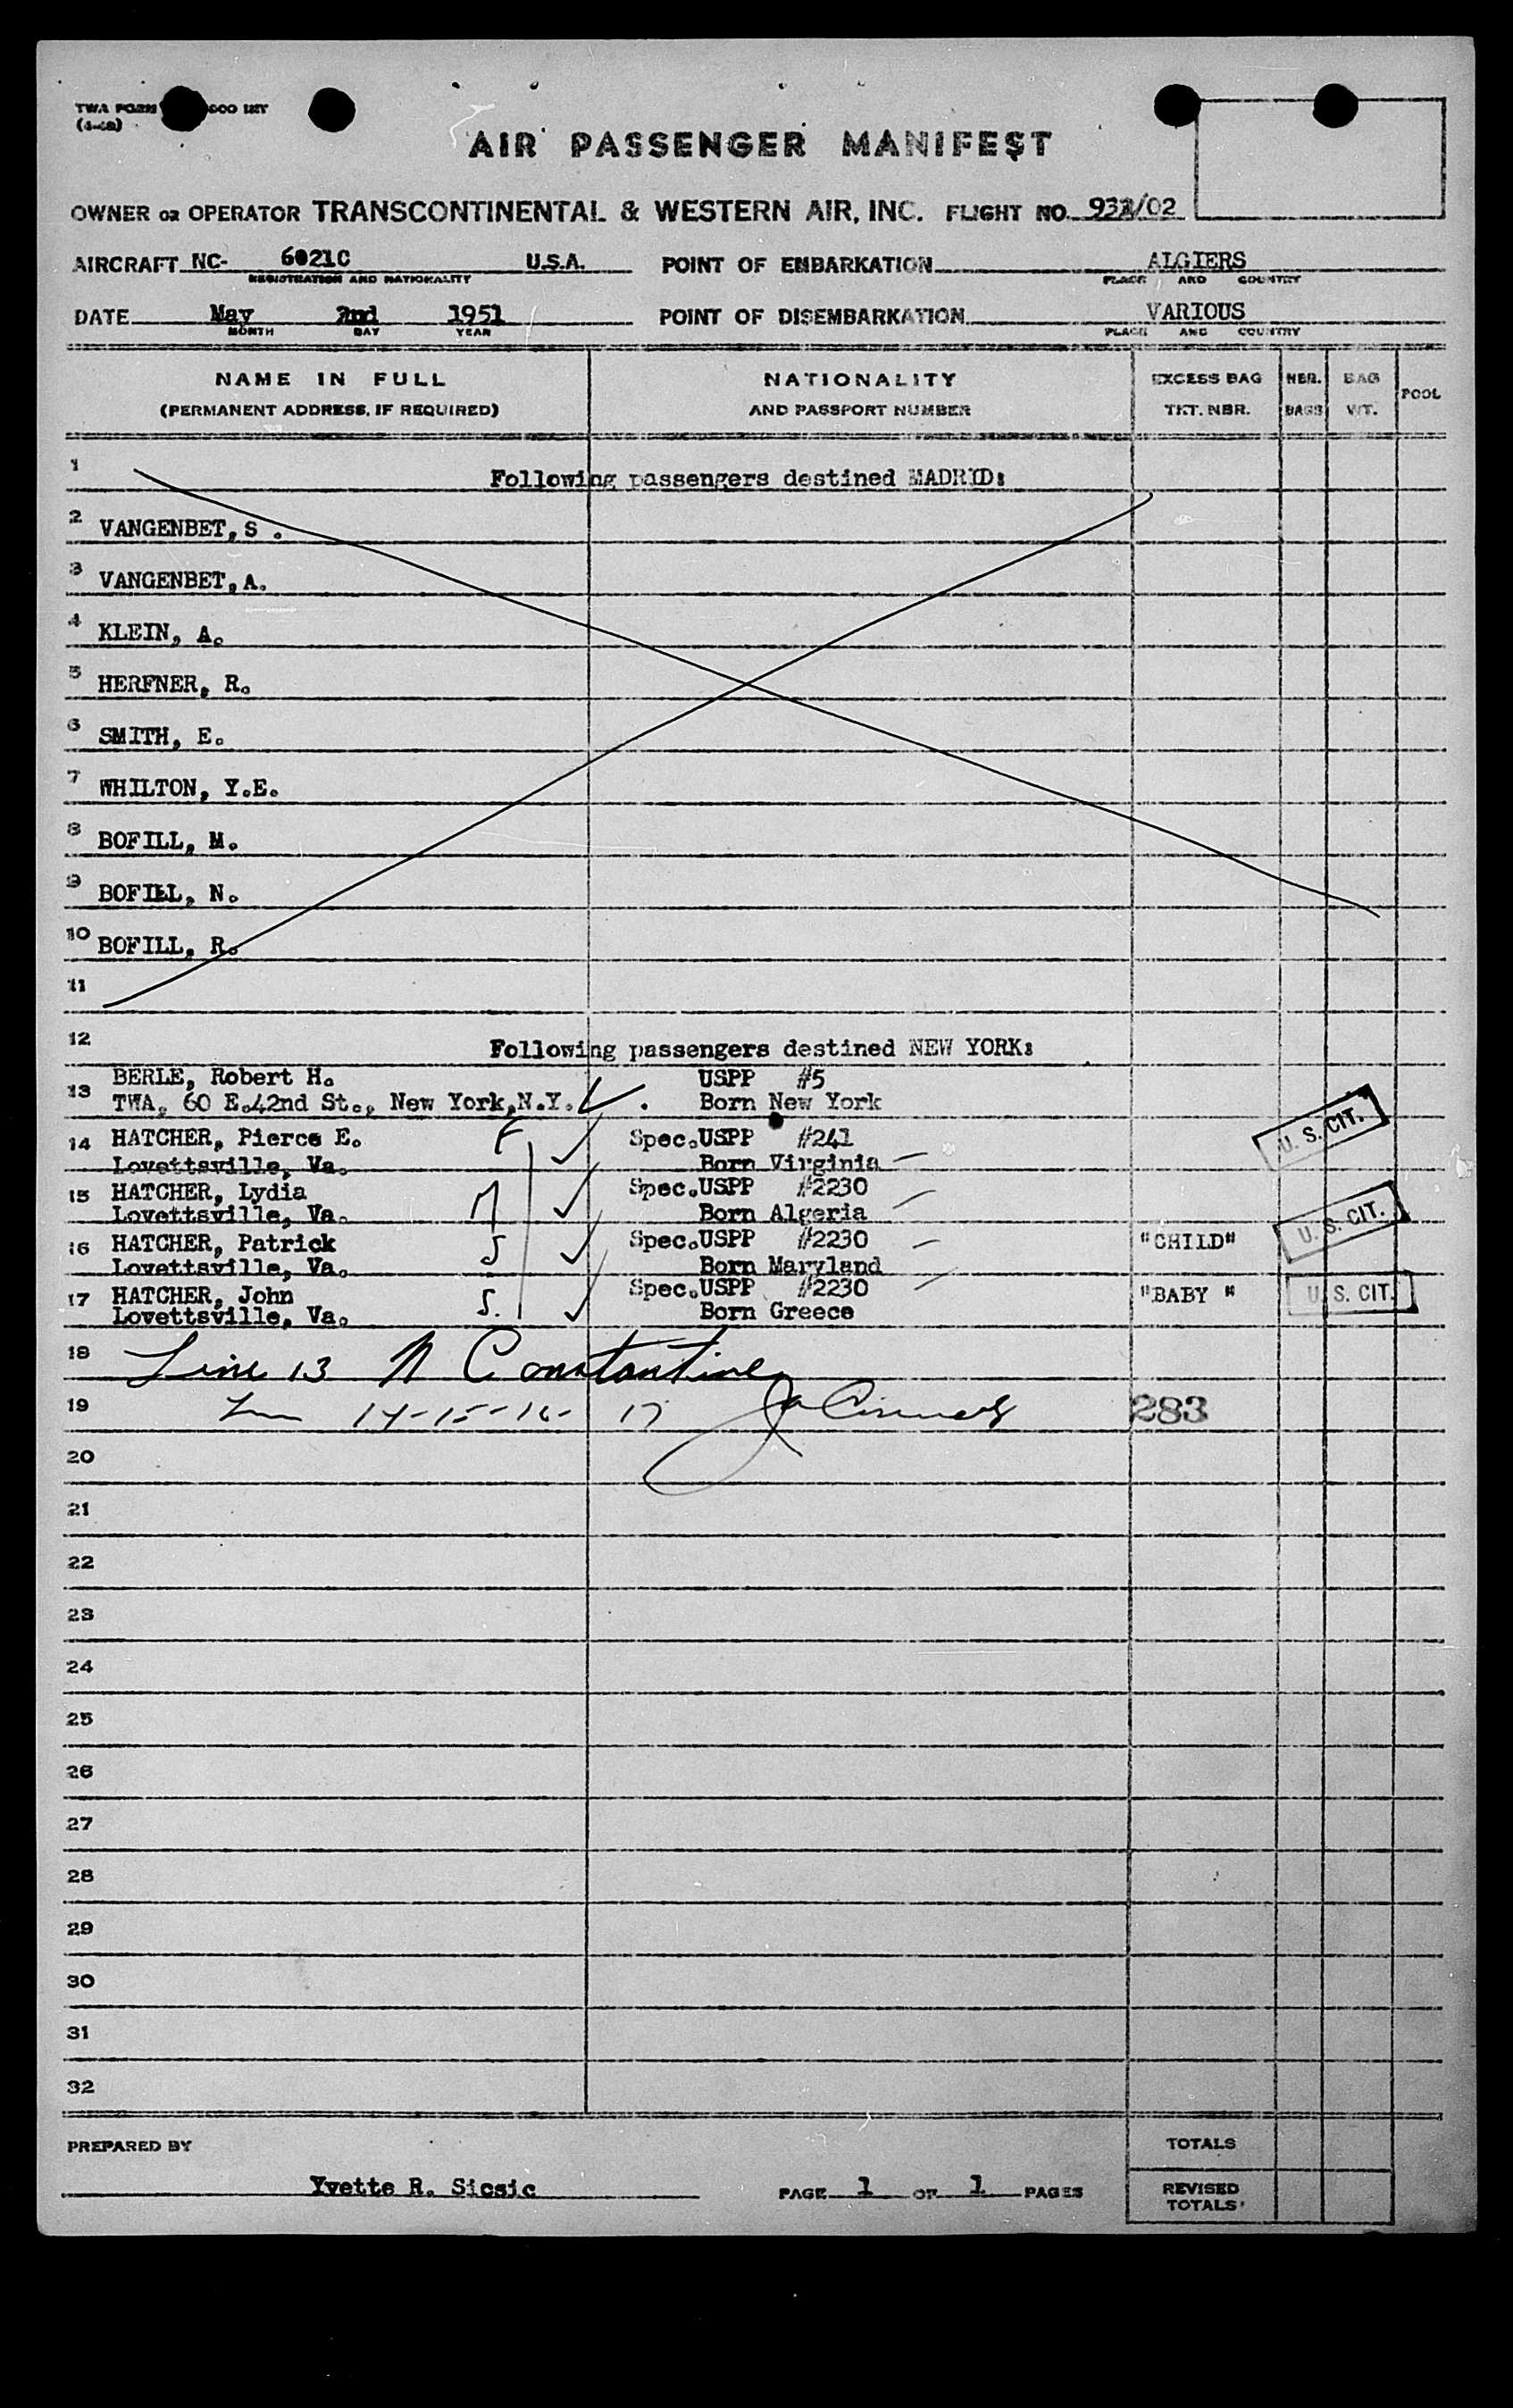 TWA FORM
(4-48)
AIR PASSENGER MANIFEST
OWNER OR OPERATOR TRANSCONTINENTAL & WESTERN AIR, INC. FLIGHT NO.
AIRCRAFT NC- 6021C U.S.A. POINT OF EMBARKATION ALGIERS
REGISTRATION AND NATIONALITY PLACE AND COUNTRY
DATE May 2nd 1951 POINT OF DISEMBARKATION VARIOUS
MONTH DAY YEAR PLACE AND COUNTRY
NAME IN FULL NATIONALITY EXCESS BAG NBR. BAG POOL
(PERMANENT ADDRESS, IF REQUIRED) AND PASSPORT NUMBER TKT. NBR. BAGS WT.
1 Following passengers destined MADRID:
2 VANGENBET, S .
3 VANGENBET, A.
4 KLEIN, A.
5 HERFNER, R.
6 SMITH, E.
7 WHILTON, Y.E.
8 BOFILL, M.
9 BOFILL, N.
10 BOFILL, R.
11
12 Following passengers destined NEW YORK:
13 BERLE, Robert H. USPP #5
TWA, 60 E.42nd St., New York,N.Y. Born New York
14 HATCHER, Pierce E. F Spec.USPP #241 U. S. CIT.
Lovettsville, Va. Born Virginia
15 HATCHER, Lydia M Spec.USPP #2230
Lovettsville, Va. Born Algeria U. S. CIT.
16 HATCHER, Patrick S Spec.USPP #2230 "CHILD"
Lovettsville, Va. Born Maryland
17 HATCHER, John S. Spec.USPP #2230 "BABY " U. S. CIT.
Lovettsville, Va. Born Greece
18 Line 13 N Constantine
19 14-15-16- 17 283
20
21
22
23
24
25
26
27
28
29
30
31
32
PREPARED BY TOTALS
Yvette R. Sicsic PAGE 1 OF 1 PAGES REVISED
TOTALS